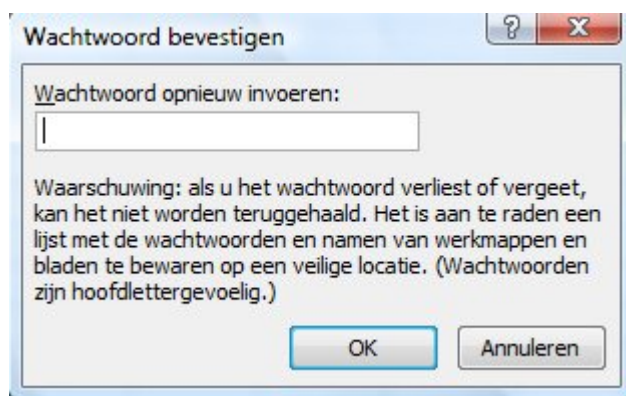 Wachtwoord bevestigen
Wachtwoord opnieuw invoeren:
Waarschuwing: als u het wachtwoord verliest of vergeet,
kan het niet worden teruggehaald. Het is aan te raden een
lijst met de wachtwoorden en namen van werkmappen en
bladen te bewaren op een veilige locatie. (Wachtwoorden
zijn hoofdlettergevoelig.)
OK
Annuleren